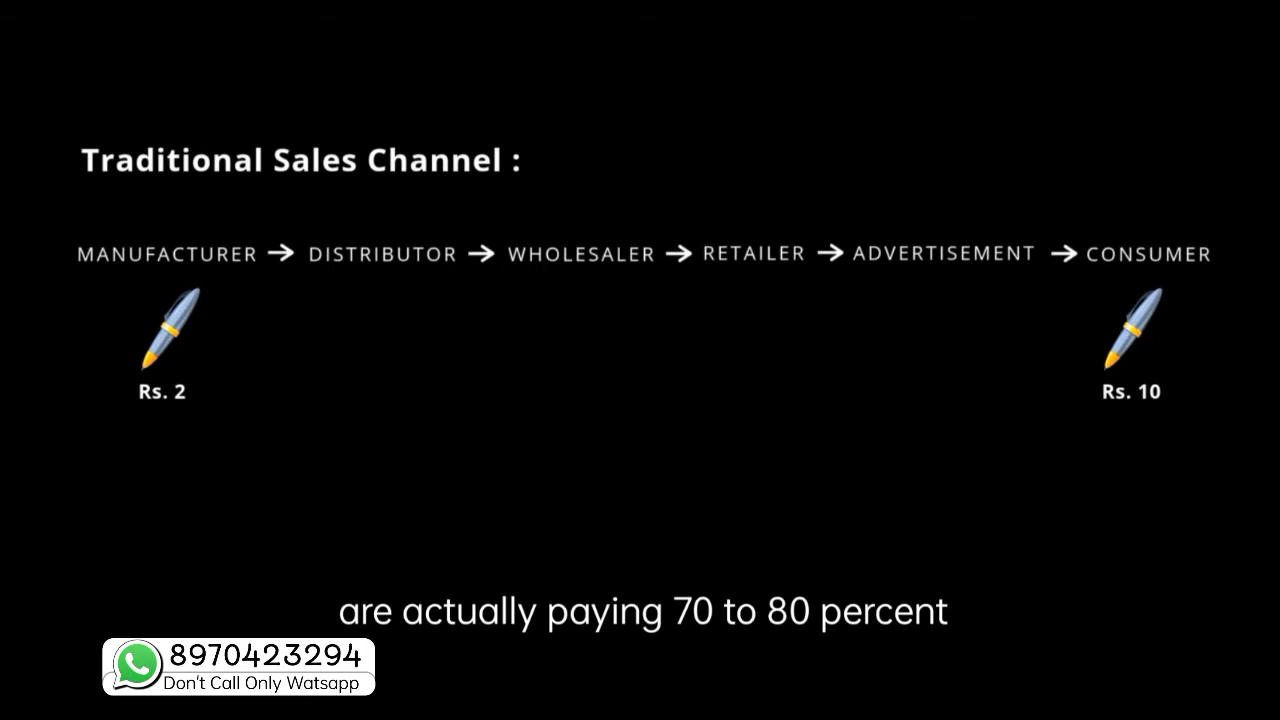 Traditional Sales Channel :
MANUFACTURER → DISTRIBUTOR → WHOLESALER → RETAILER → ADVERTISEMENT → CONSUMER
Rs. 2 Rs. 10
are actually paying 70 to 80 percent
8970423294
Don't Call Only Watsapp